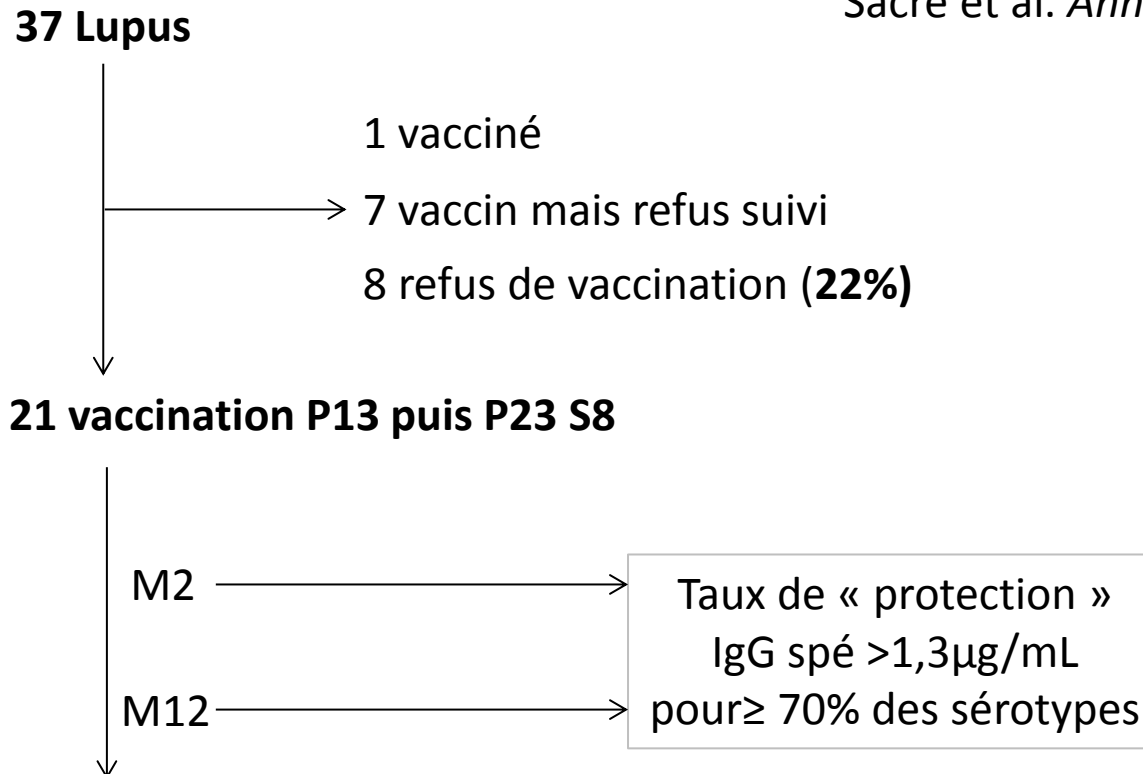 Sacre et al. Ann
37 Lupus
1 vacciné
7 vaccin mais refus suivi
8 refus de vaccination (22%)
21 vaccination P13 puis P23 S8
M2
Taux de « protection »
IgG spé >1,3µg/mL
pour≥ 70% des sérotypes
M12